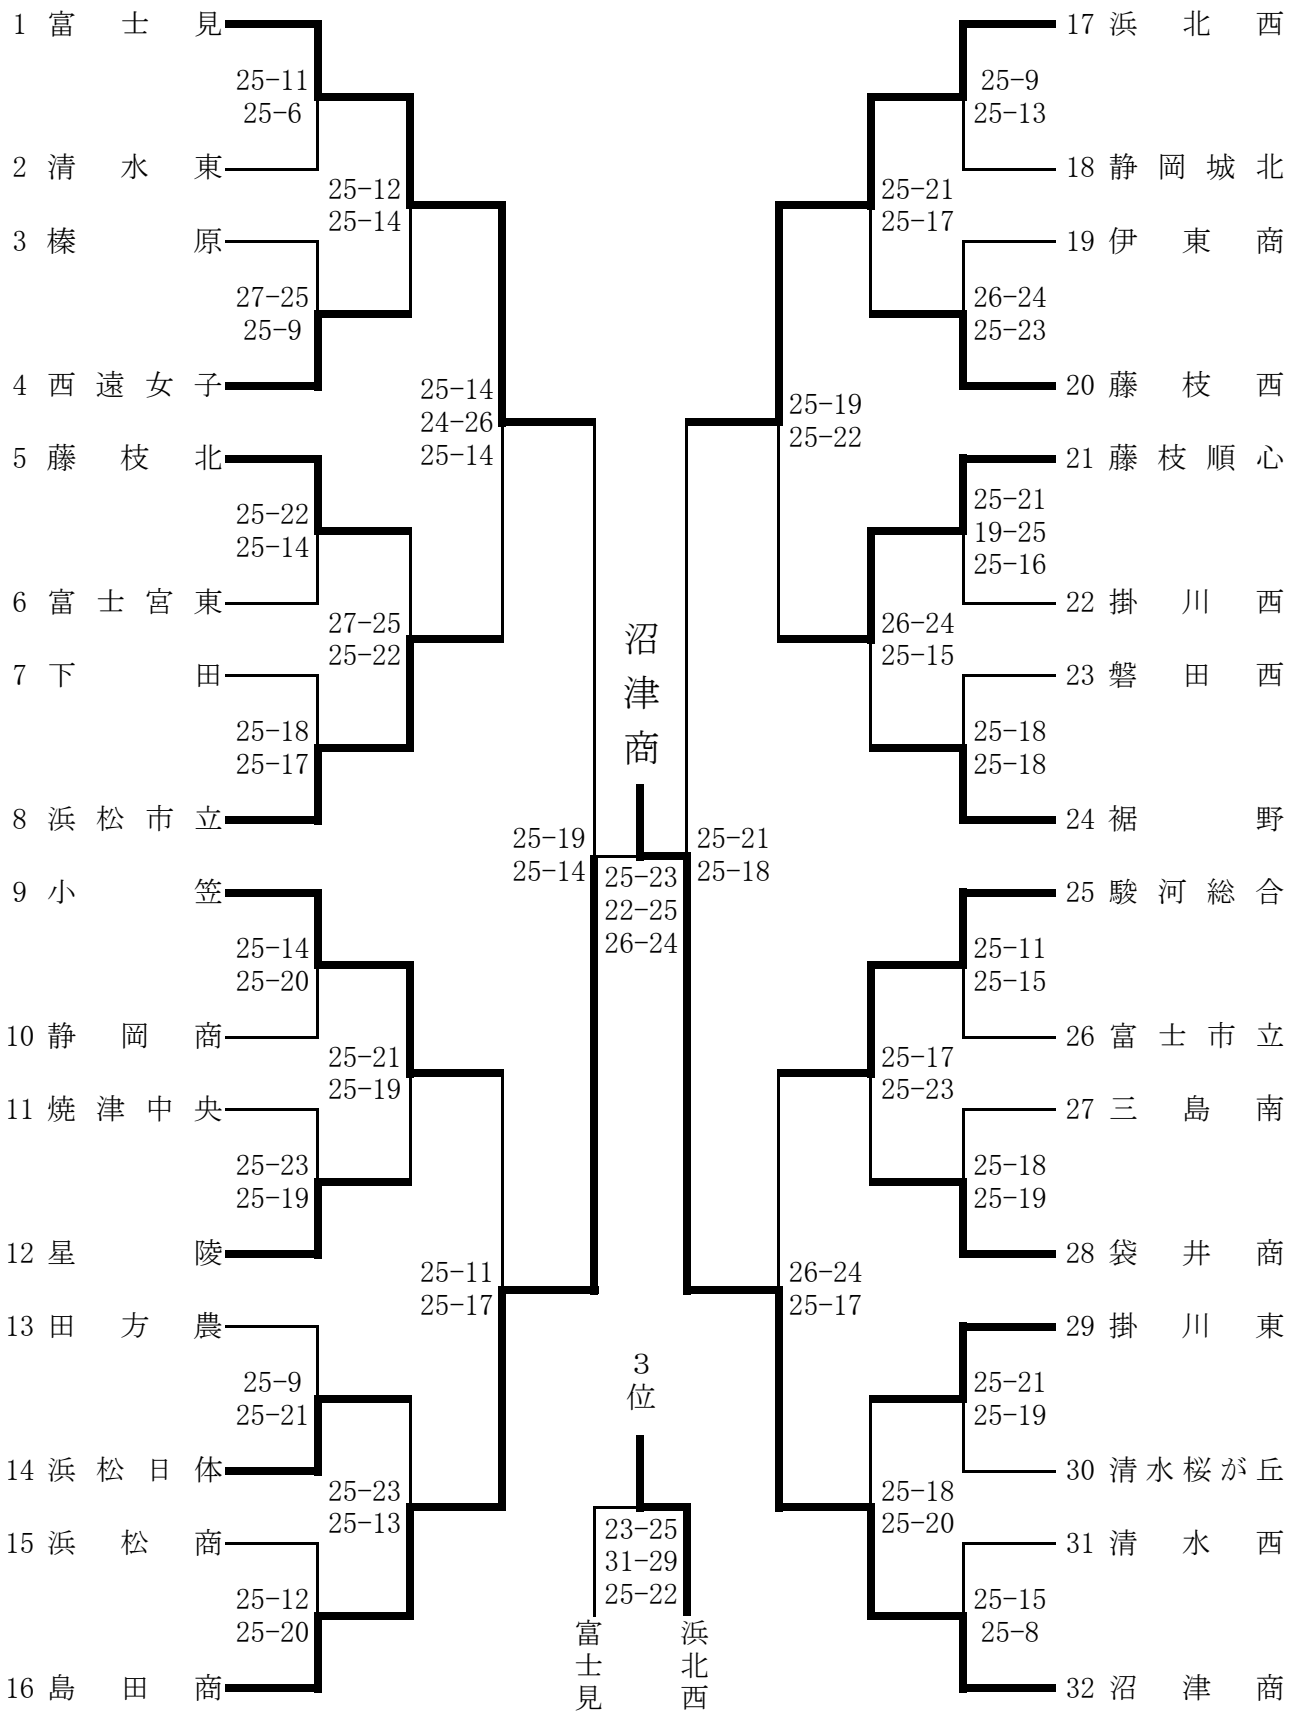 1 富士見
25-11
25-6
2 清水東
25-12
25-14
3 榛原
27-25
25-9
4 西遠女子
25-14
24-26
25-14
5 藤枝北
25-22
25-14
6 富士宮東
27-25
25-22
7 下田
25-18
25-17
8 浜松市立
25-19
25-14
9 小笠
25-14
25-20
10 静岡商
25-21
25-19
11 焼津中央
25-23
25-19
12 星陵
25-11
25-17
13 田方農
25-9
25-21
14 浜松日体
25-23
25-13
15 浜松商
25-12
25-20
16 島田商
沼津商
25-23
22-25
26-24
3位
23-25
31-29
25-22
富士見
浜北西
17 浜北西
25-9
25-13
18 静岡城北
25-21
25-17
19 伊東商
26-24
25-23
20 藤枝西
25-19
25-22
21 藤枝順心
25-21
19-25
25-16
22 掛川西
26-24
25-15
23 磐田西
25-18
25-18
24 裾野
25-21
25-18
25 駿河総合
25-11
25-15
26 富士市立
25-17
25-23
27 三島南
25-18
25-19
28 袋井商
26-24
25-17
29 掛川東
25-21
25-19
30 清水桜が丘
25-18
25-20
31 清水西
25-15
25-8
32 沼津商